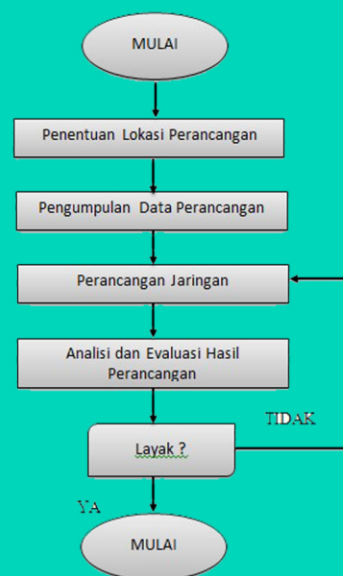 MULAI
Penentuan Lokasi Perancangan
Pengumpulan Data Perancangan
Perancangan Jaringan
Analisi dan Evaluasi Hasil
Perancangan
TIDAK
Layak ?
YA
MULAI